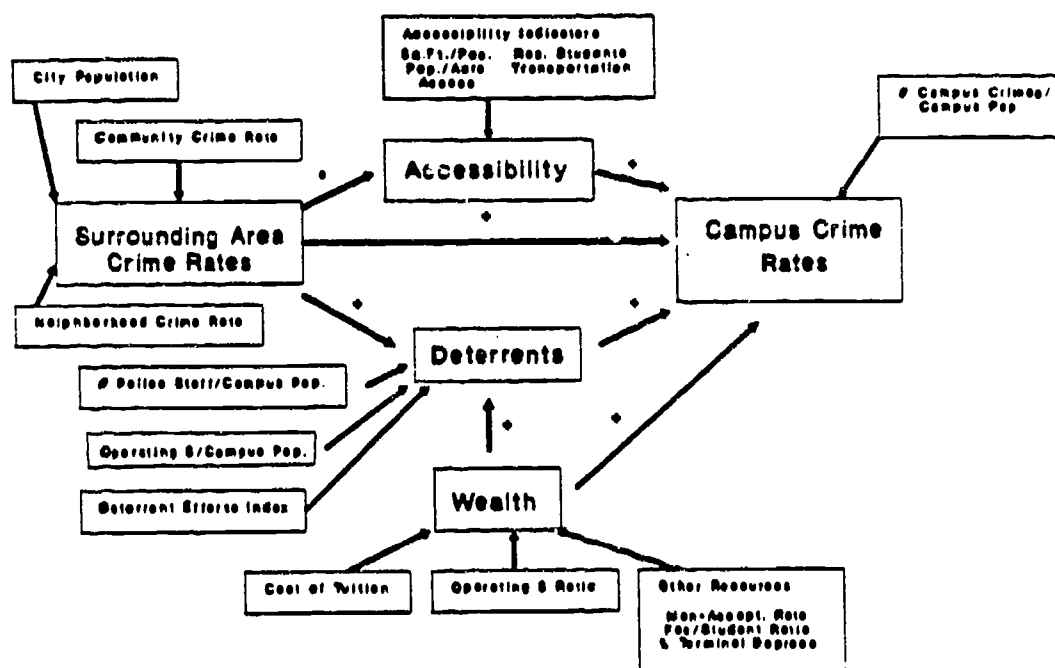 Accessibility Indicators
Sq.Ft./Pop. Res. Students
Pop./Acre Transportation
Access
City Population
# Campus Crimes/
Campus Pop
Community Crime Rate
Accessibility
+
+
+
Surrounding Area
Crime Rates
Campus Crime
Rates
Neighborhood Crime Rate
+
+
Deterrents
# Police Staff/Campus Pop.
Operating $/Campus Pop.
+
+
Deterrent Efforts Index
Wealth
Cost of Tuition
Operating $ Ratio
Other Resources
Non-Accept. Rate
Fac/Student Ratio
% Terminal Degrees